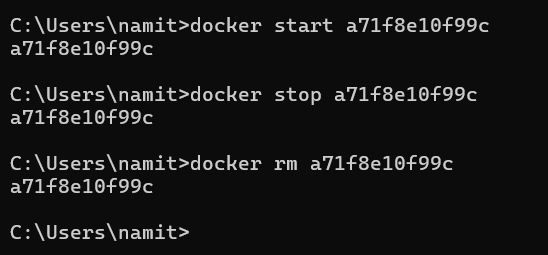 C:\Users\namit>docker start a71f8e10f99c
a71f8e10f99c
C:\Users\namit>docker stop a71f8e10f99c
a71f8e10f99c
C:\Users\namit>docker rm a71f8e10f99c
a71f8e10f99c
C:\Users\namit>